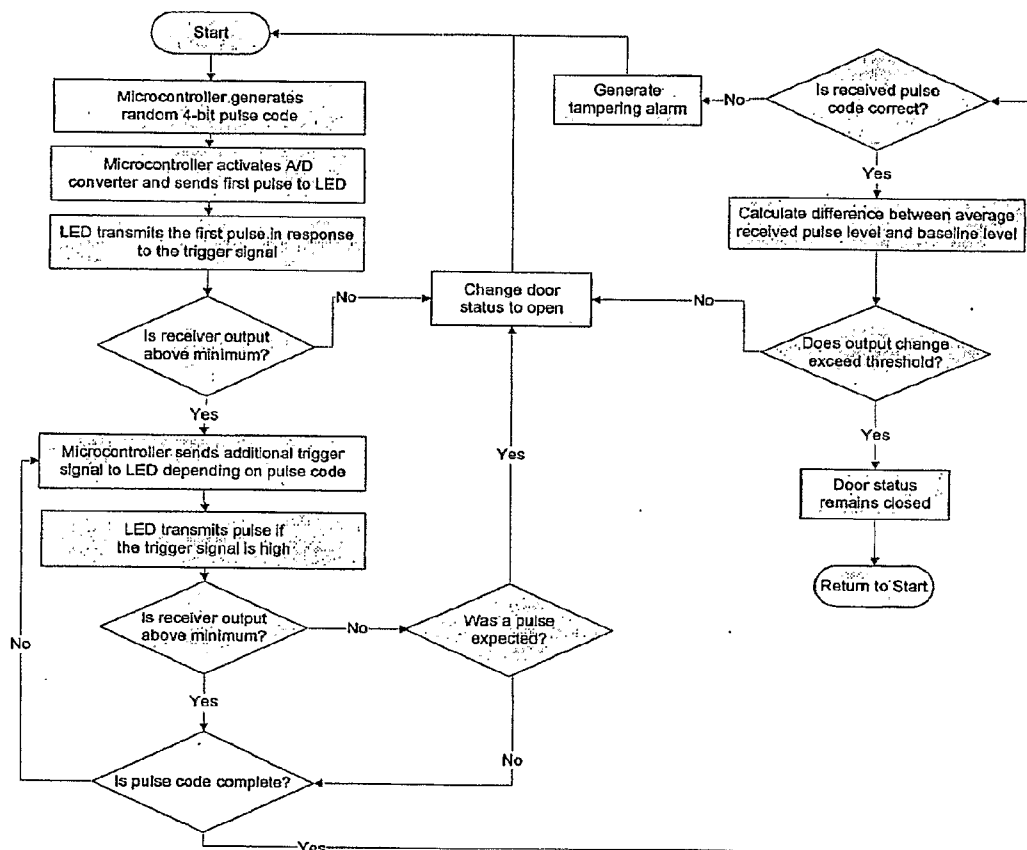 Start
Microcontroller generates
random 4-bit pulse code
Microcontroller activates A/D
converter and sends first pulse to LED
LED transmits the first pulse in response
to the trigger signal
Is receiver output
above minimum?
No
Yes
Change door
status to open
Microcontroller sends additional trigger
signal to LED depending on pulse code
LED transmits pulse if
the trigger signal is high
Is receiver output
above minimum?
No
Yes
Was a pulse
expected?
Yes
No
Is pulse code complete?
No
Yes
Is received pulse
code correct?
No
Generate
tampering alarm
Yes
Calculate difference between average
received pulse level and baseline level
Does output change
exceed threshold?
No
Yes
Door status
remains closed
Return to Start